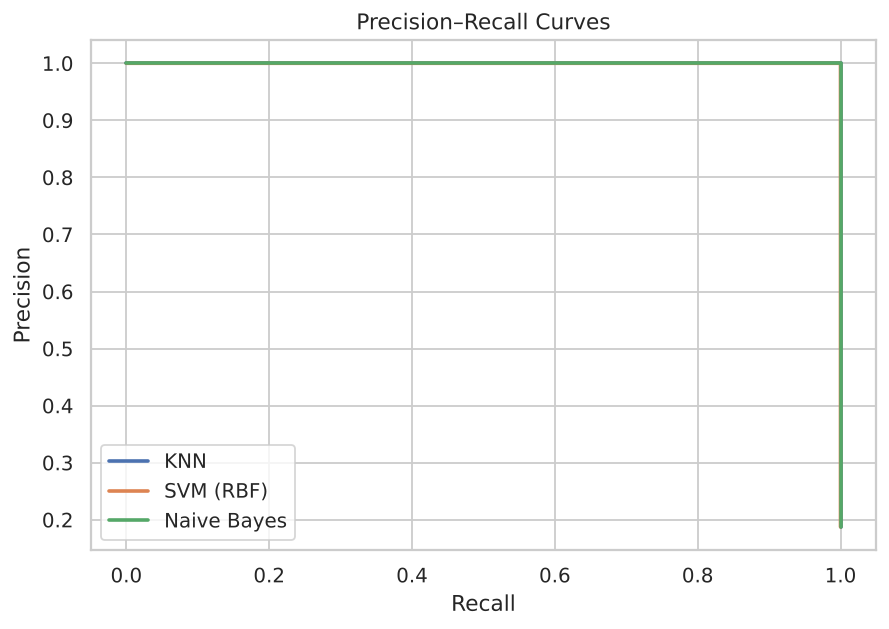 Precision–Recall Curves
1.0
0.9
0.8
0.7
0.6
0.5
0.4
0.3
0.2
Precision
KNN
SVM (RBF)
Naive Bayes
0.0 0.2 0.4 0.6 0.8 1.0
Recall